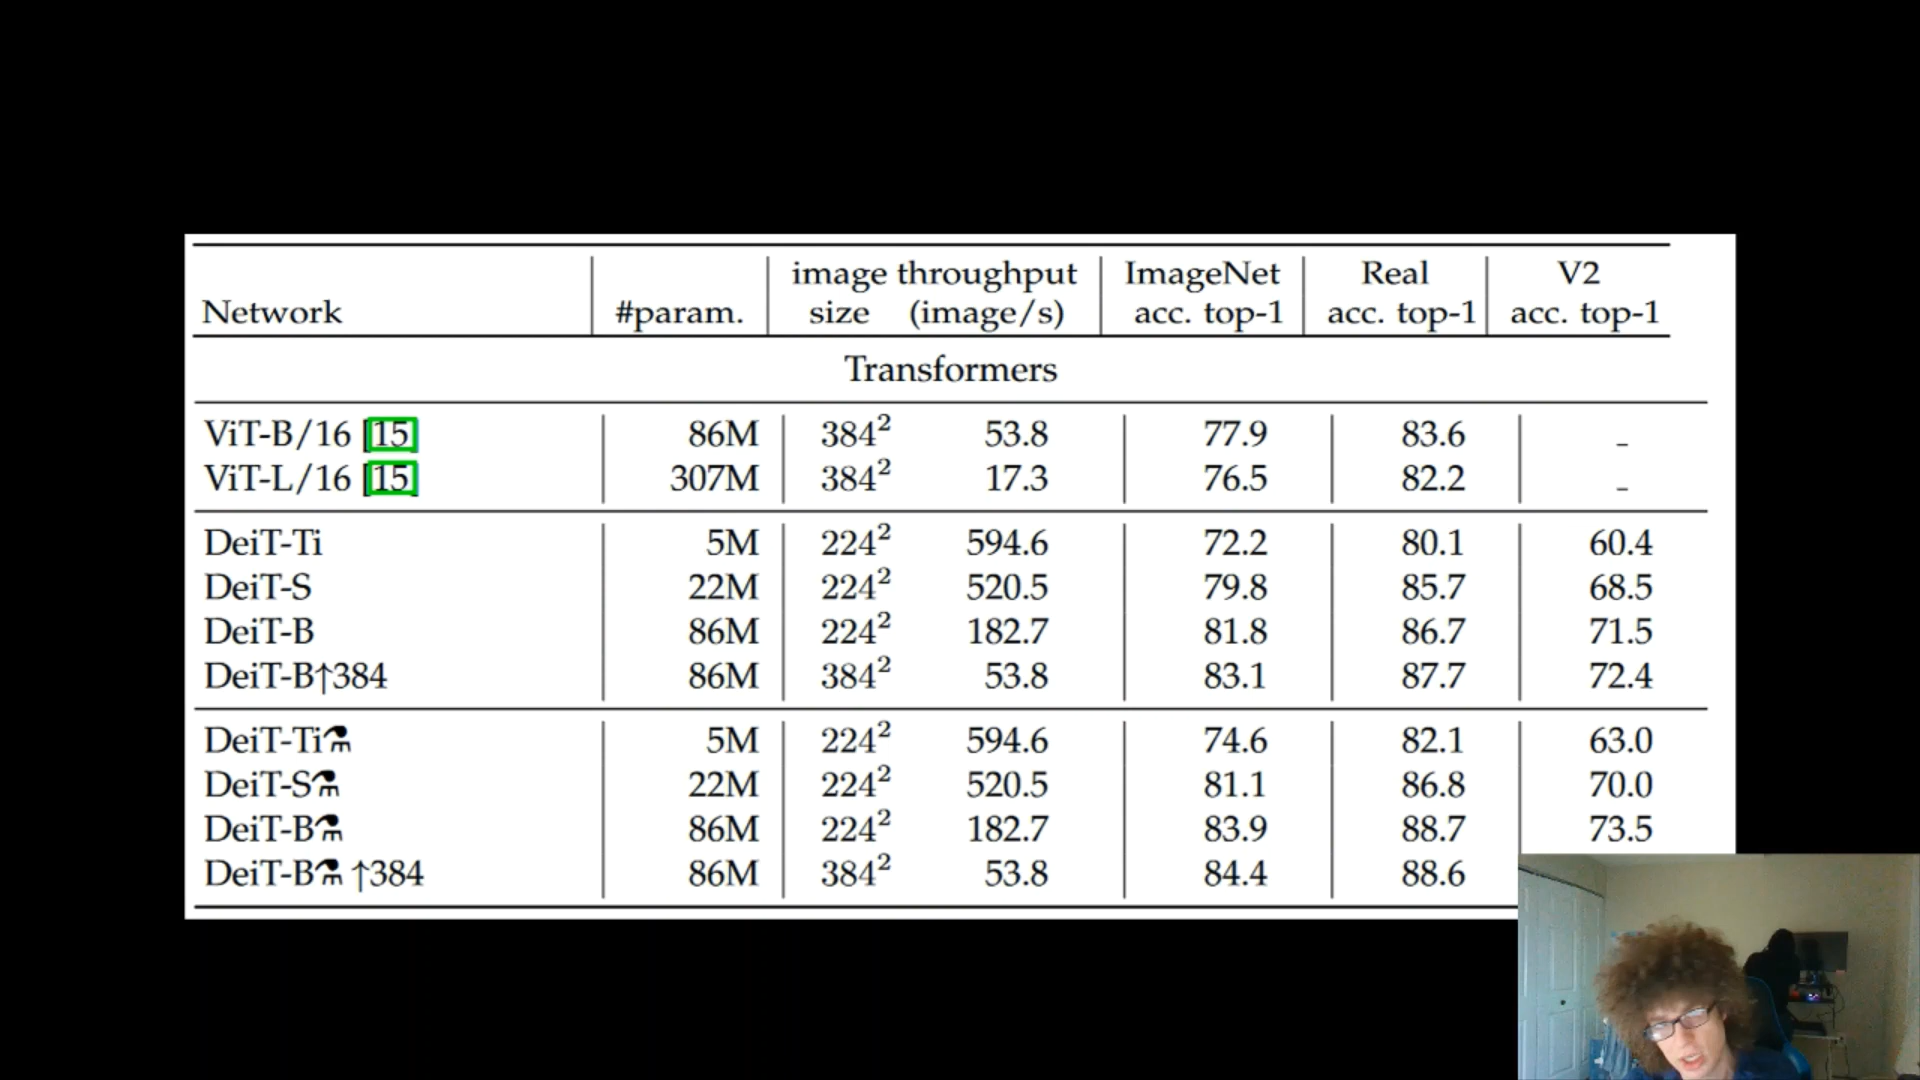 Network #param. image size throughput (image/s) ImageNet acc. top-1 Real acc. top-1 V2 acc. top-1
Transformers
ViT-B/16 [15] 86M 384² 53.8 77.9 83.6 –
ViT-L/16 [15] 307M 384² 17.3 76.5 82.2 –
DeiT-Ti 5M 224² 594.6 72.2 80.1 60.4
DeiT-S 22M 224² 520.5 79.8 85.7 68.5
DeiT-B 86M 224² 182.7 81.8 86.7 71.5
DeiT-B↑384 86M 384² 53.8 83.1 87.7 72.4
DeiT-Ti⚗ 5M 224² 594.6 74.6 82.1 63.0
DeiT-S⚗ 22M 224² 520.5 81.1 86.8 70.0
DeiT-B⚗ 86M 224² 182.7 83.9 88.7 73.5
DeiT-B⚗ ↑384 86M 384² 53.8 84.4 88.6